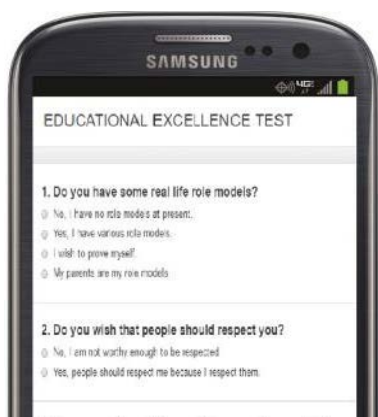 SAMSUNG
4G
EDUCATIONAL EXCELLENCE TEST
1. Do you have some real life role models?
No, I have no role models at present.
Yes, I have various role models.
I wish to prove myself.
My parents are my role models
2. Do you wish that people should respect you?
No, I am not worthy enough to be respected
Yes, people should respect me because I respect them.